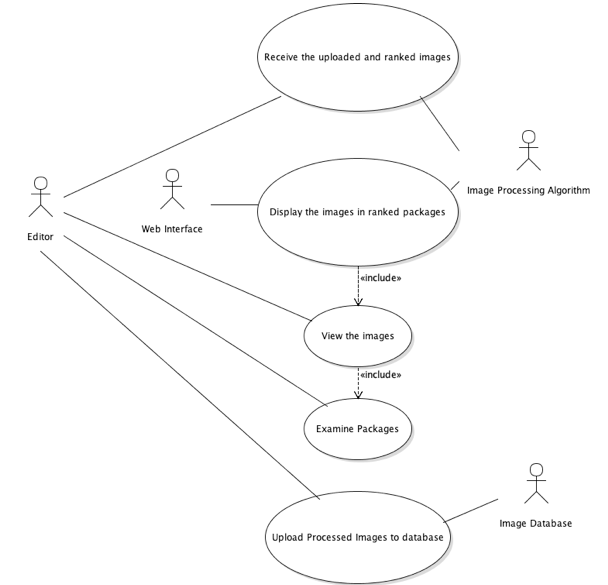 Receive the uploaded and ranked images
Image Processing Algorithm
Display the images in ranked packages
Web Interface
Editor
«include»
View the images
«include»
Examine Packages
Image Database
Upload Processed Images to database